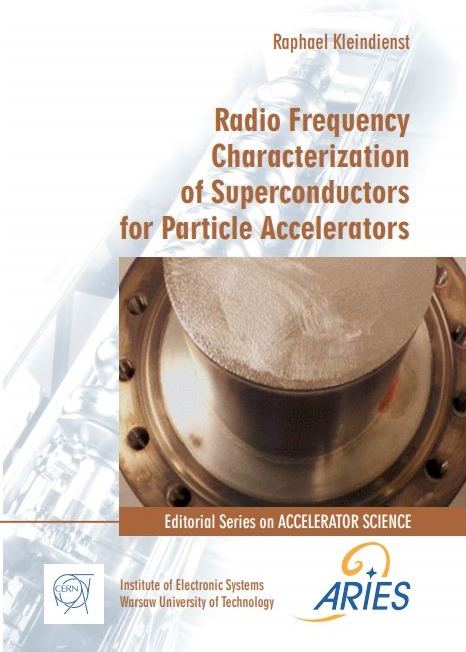 Raphael Kleindienst
Radio Frequency
Characterization
of Superconductors
for Particle Accelerators
Editorial Series on ACCELERATOR SCIENCE
CERN
Institute of Electronic Systems
Warsaw University of Technology
ARIES